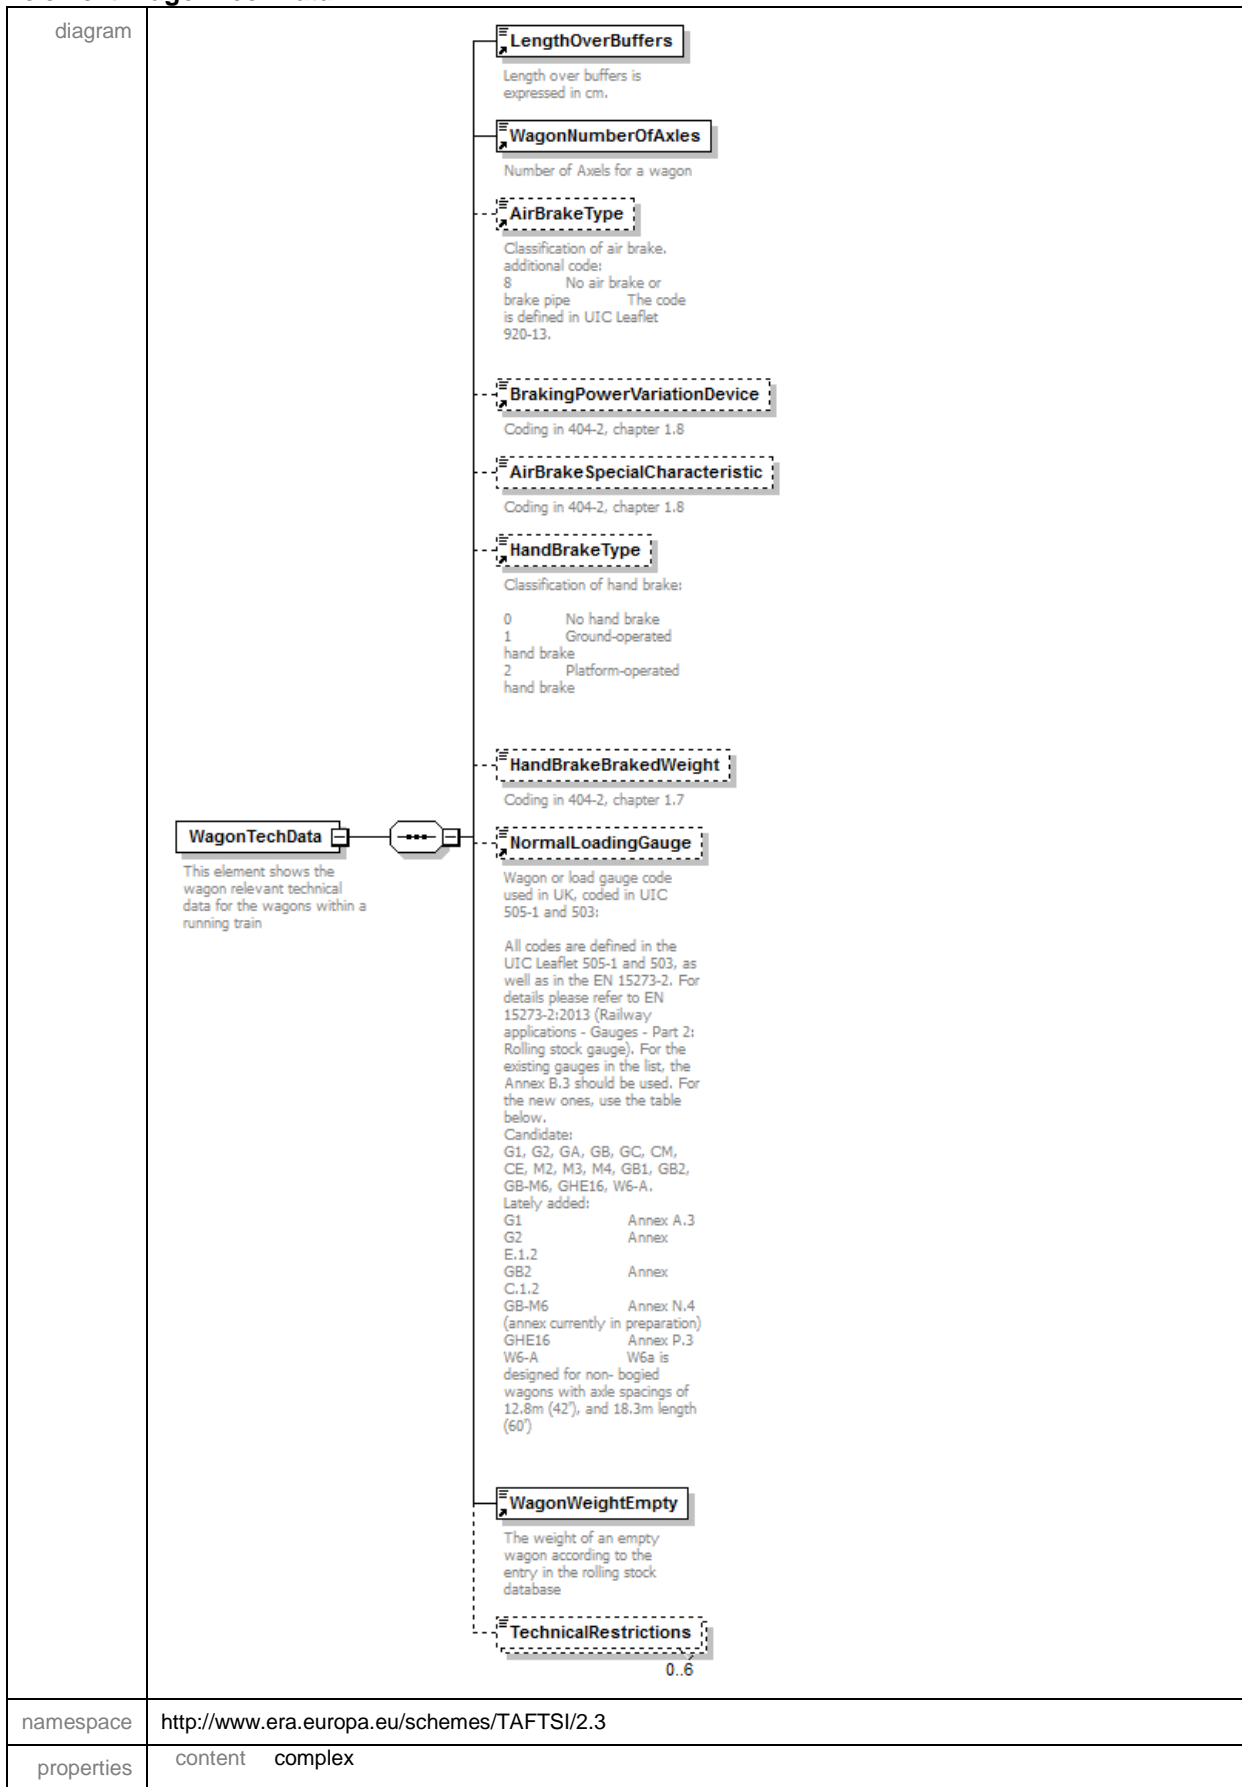 diagram
LengthOverBuffers
Length over buffers is
expressed in cm.
WagonNumberOfAxles
Number of Axels for a wagon
AirBrakeType
Classification of air brake.
additional code:
8 No air brake or
brake pipe The code
is defined in UIC Leaflet
920-13.
BrakingPowerVariationDevice
Coding in 404-2, chapter 1.8
AirBrakeSpecialCharacteristic
Coding in 404-2, chapter 1.8
HandBrakeType
Classification of hand brake:
0 No hand brake
1 Ground-operated
hand brake
2 Platform-operated
hand brake
HandBrakeBrakedWeight
Coding in 404-2, chapter 1.7
WagonTechData
This element shows the
wagon relevant technical
data for the wagons within a
running train
NormalLoadingGauge
Wagon or load gauge code
used in UK, coded in UIC
505-1 and 503:
All codes are defined in the
UIC Leaflet 505-1 and 503, as
well as in the EN 15273-2. For
details please refer to EN
15273-2:2013 (Railway
applications - Gauges - Part 2:
Rolling stock gauge). For the
existing gauges in the list, the
Annex B.3 should be used. For
the new ones, use the table
below.
Candidate:
G1, G2, GA, GB, GC, CM,
CE, M2, M3, M4, GB1, GB2,
GB-M6, GHE16, W6-A.
Lately added:
G1 Annex A.3
G2 Annex
E.1.2
GB2 Annex
C.1.2
GB-M6 Annex N.4
(annex currently in preparation)
GHE16 Annex P.3
W6-A W6a is
designed for non- bogied
wagons with axle spacings of
12.8m (42'), and 18.3m length
(60')
WagonWeightEmpty
The weight of an empty
wagon according to the
entry in the rolling stock
database
TechnicalRestrictions
0..6
namespace http://www.era.europa.eu/schemes/TAFTSI/2.3
properties content complex